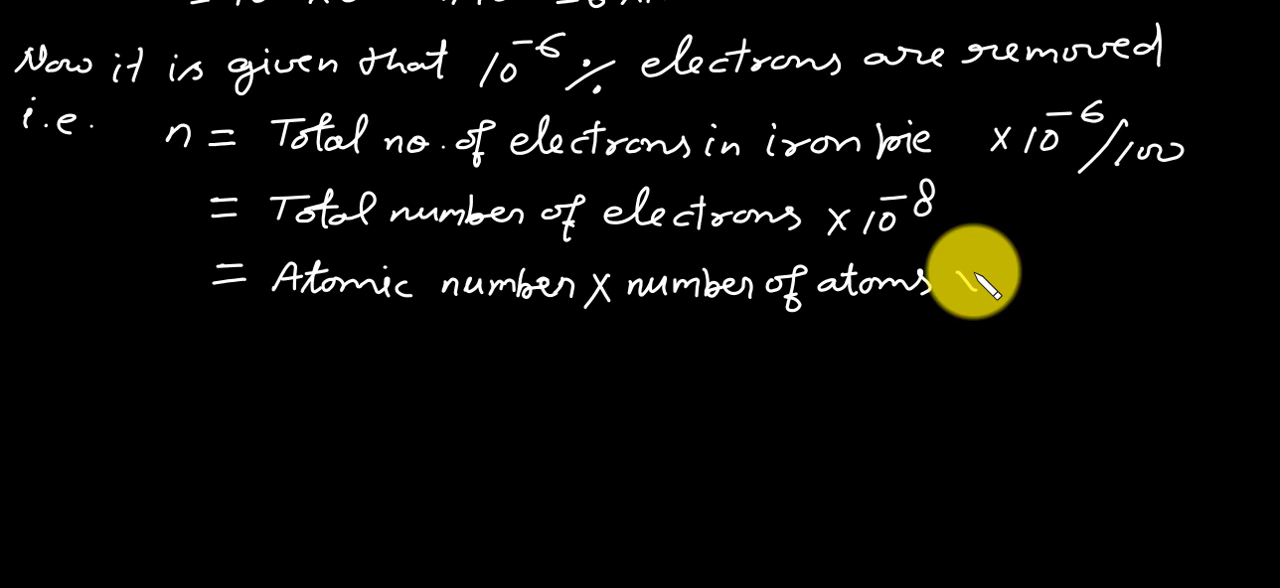 Now it is given that 10⁻⁶ % electrons are removed
i.e. n = Total no. of electrons in iron pie × 10⁻⁶/100
= Total number of electrons × 10⁻⁸
= Atomic number × number of atoms